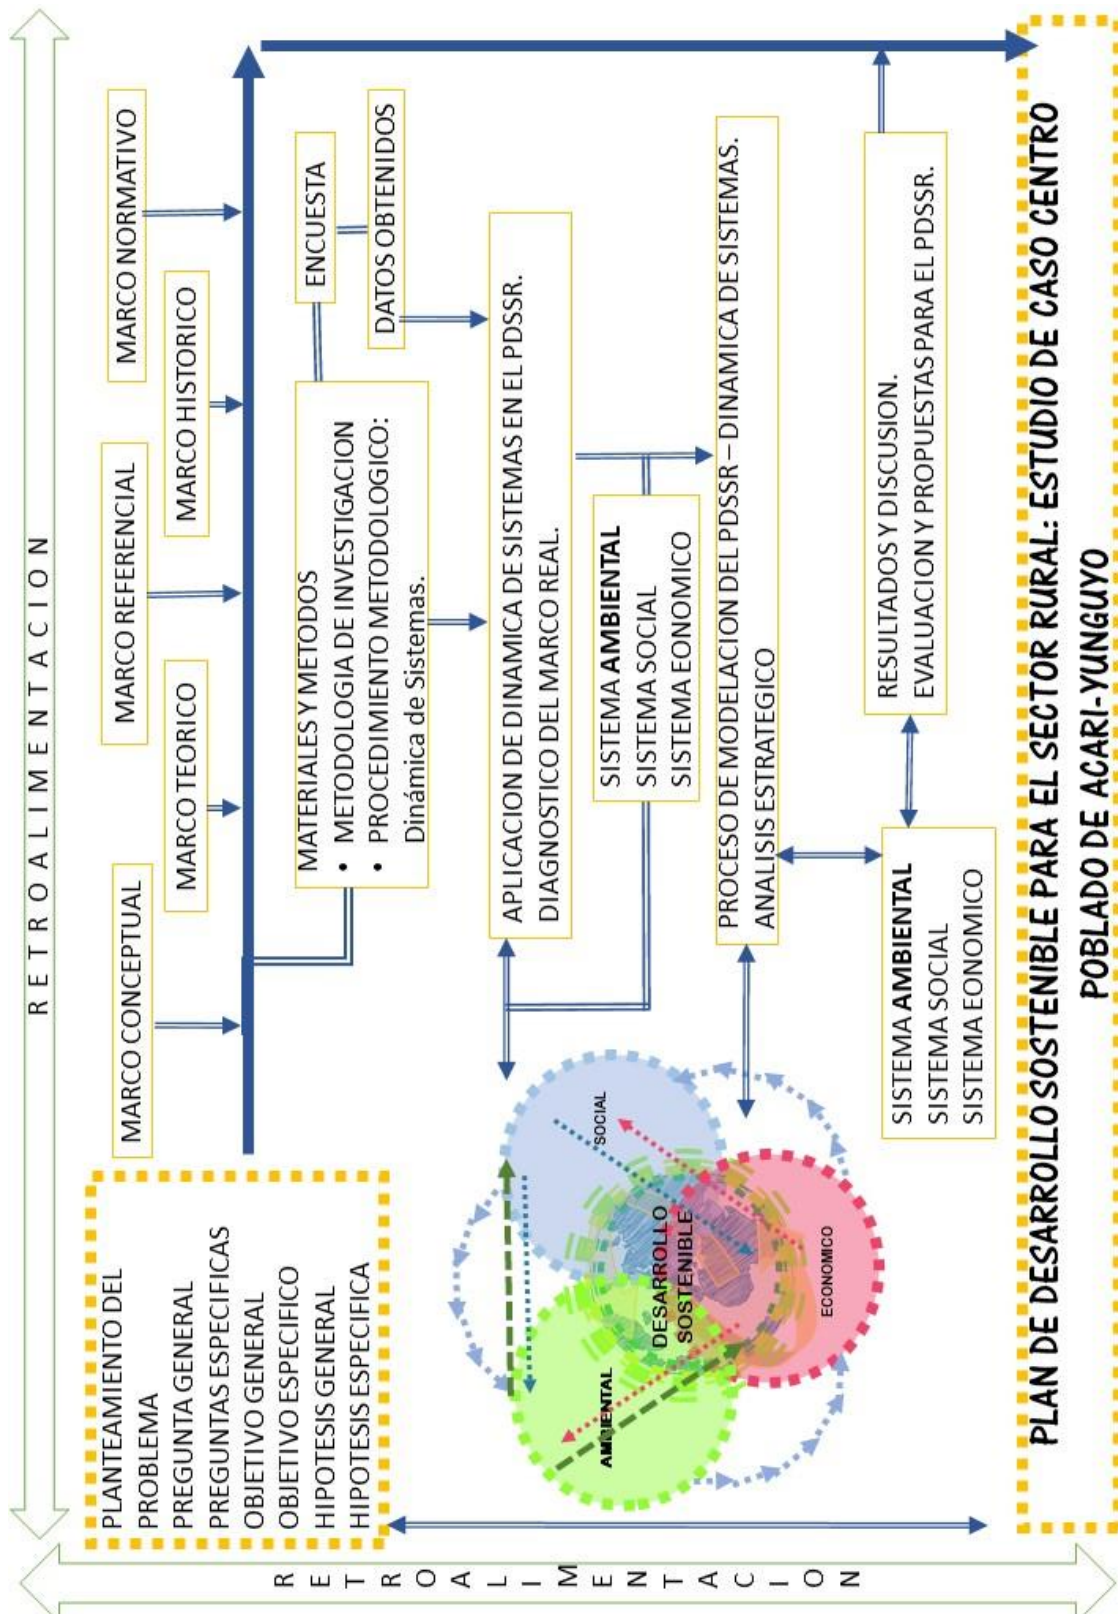 RETROALIMENTACION
RETROALIMENTACION
PLANTEAMIENTO DEL
PROBLEMA
PREGUNTA GENERAL
PREGUNTAS ESPECIFICAS
OBJETIVO GENERAL
OBJETIVO ESPECIFICO
HIPOTESIS GENERAL
HIPOTESIS ESPECIFICA
MARCO CONCEPTUAL
MARCO TEORICO
MARCO REFERENCIAL
MARCO HISTORICO
MARCO NORMATIVO
MATERIALES Y METODOS
• METODOLOGIA DE INVESTIGACION
• PROCEDIMIENTO METODOLOGICO:
Dinámica de Sistemas.
ENCUESTA
DATOS OBTENIDOS
APLICACION DE DINAMICA DE SISTEMAS EN EL PDSSR.
DIAGNOSTICO DEL MARCO REAL.
SISTEMA AMBIENTAL
SISTEMA SOCIAL
SISTEMA EONOMICO
PROCESO DE MODELACION DEL PDSSR – DINAMICA DE SISTEMAS.
ANALISIS ESTRATEGICO
SISTEMA AMBIENTAL
SISTEMA SOCIAL
SISTEMA EONOMICO
RESULTADOS Y DISCUSION.
EVALUACION Y PROPUESTAS PARA EL PDSSR.
AMBIENTAL
SOCIAL
DESARROLLO
SOSTENIBLE
ECONOMICO
PLAN DE DESARROLLO SOSTENIBLE PARA EL SECTOR RURAL: ESTUDIO DE CASO CENTRO
POBLADO DE ACARI-YUNGUYO